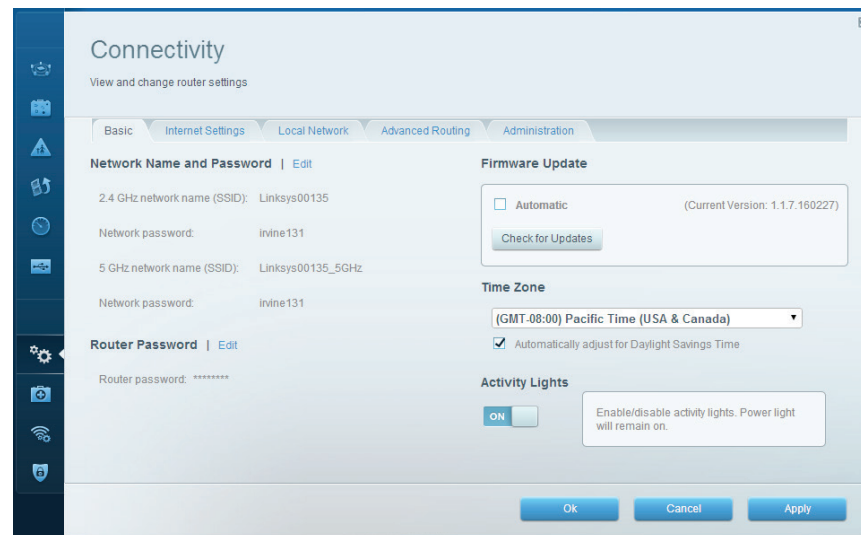 Connectivity
View and change router settings
Basic
Internet Settings
Local Network
Advanced Routing
Administration
Network Name and Password | Edit
2.4 GHz network name (SSID): Linksys00135
Network password: irvine131
5 GHz network name (SSID): Linksys00135_5GHz
Network password: irvine131
Router Password | Edit
Router password: ********
Firmware Update
Automatic (Current Version: 1.1.7.160227)
Check for Updates
Time Zone
(GMT-08:00) Pacific Time (USA & Canada)
Automatically adjust for Daylight Savings Time
Activity Lights
ON
Enable/disable activity lights. Power light
will remain on.
Ok
Cancel
Apply